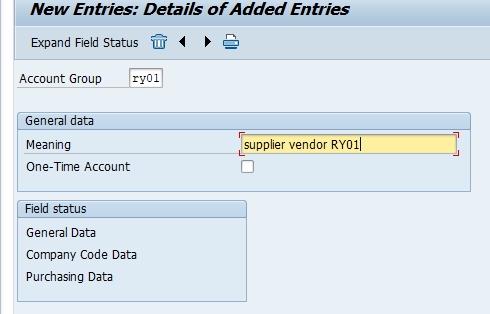 New Entries: Details of Added Entries
Expand Field Status
Account Group ry01
General data
Meaning supplier vendor RY01
One-Time Account
Field status
General Data
Company Code Data
Purchasing Data